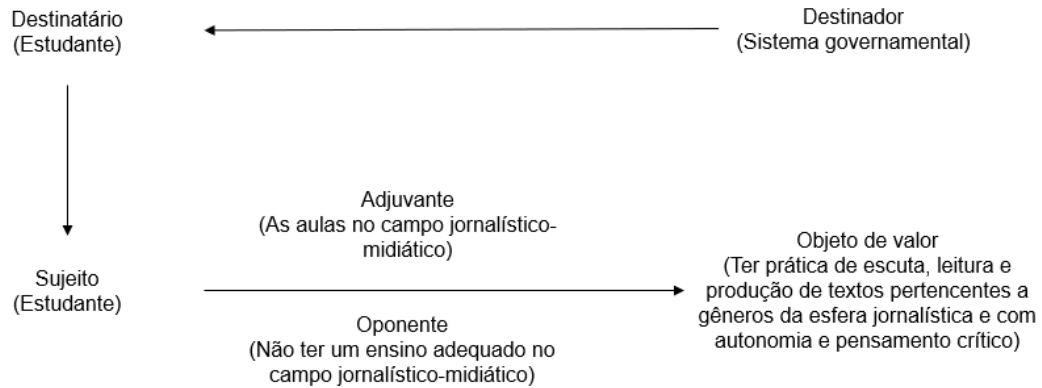 Destinatário
(Estudante)
Destinador
(Sistema governamental)
Adjuvante
(As aulas no campo jornalístico-
midiático)
Sujeito
(Estudante)
Oponente
(Não ter um ensino adequado no
campo jornalístico-midiático)
Objeto de valor
(Ter prática de escuta, leitura e
produção de textos pertencentes a
gêneros da esfera jornalística e com
autonomia e pensamento crítico)